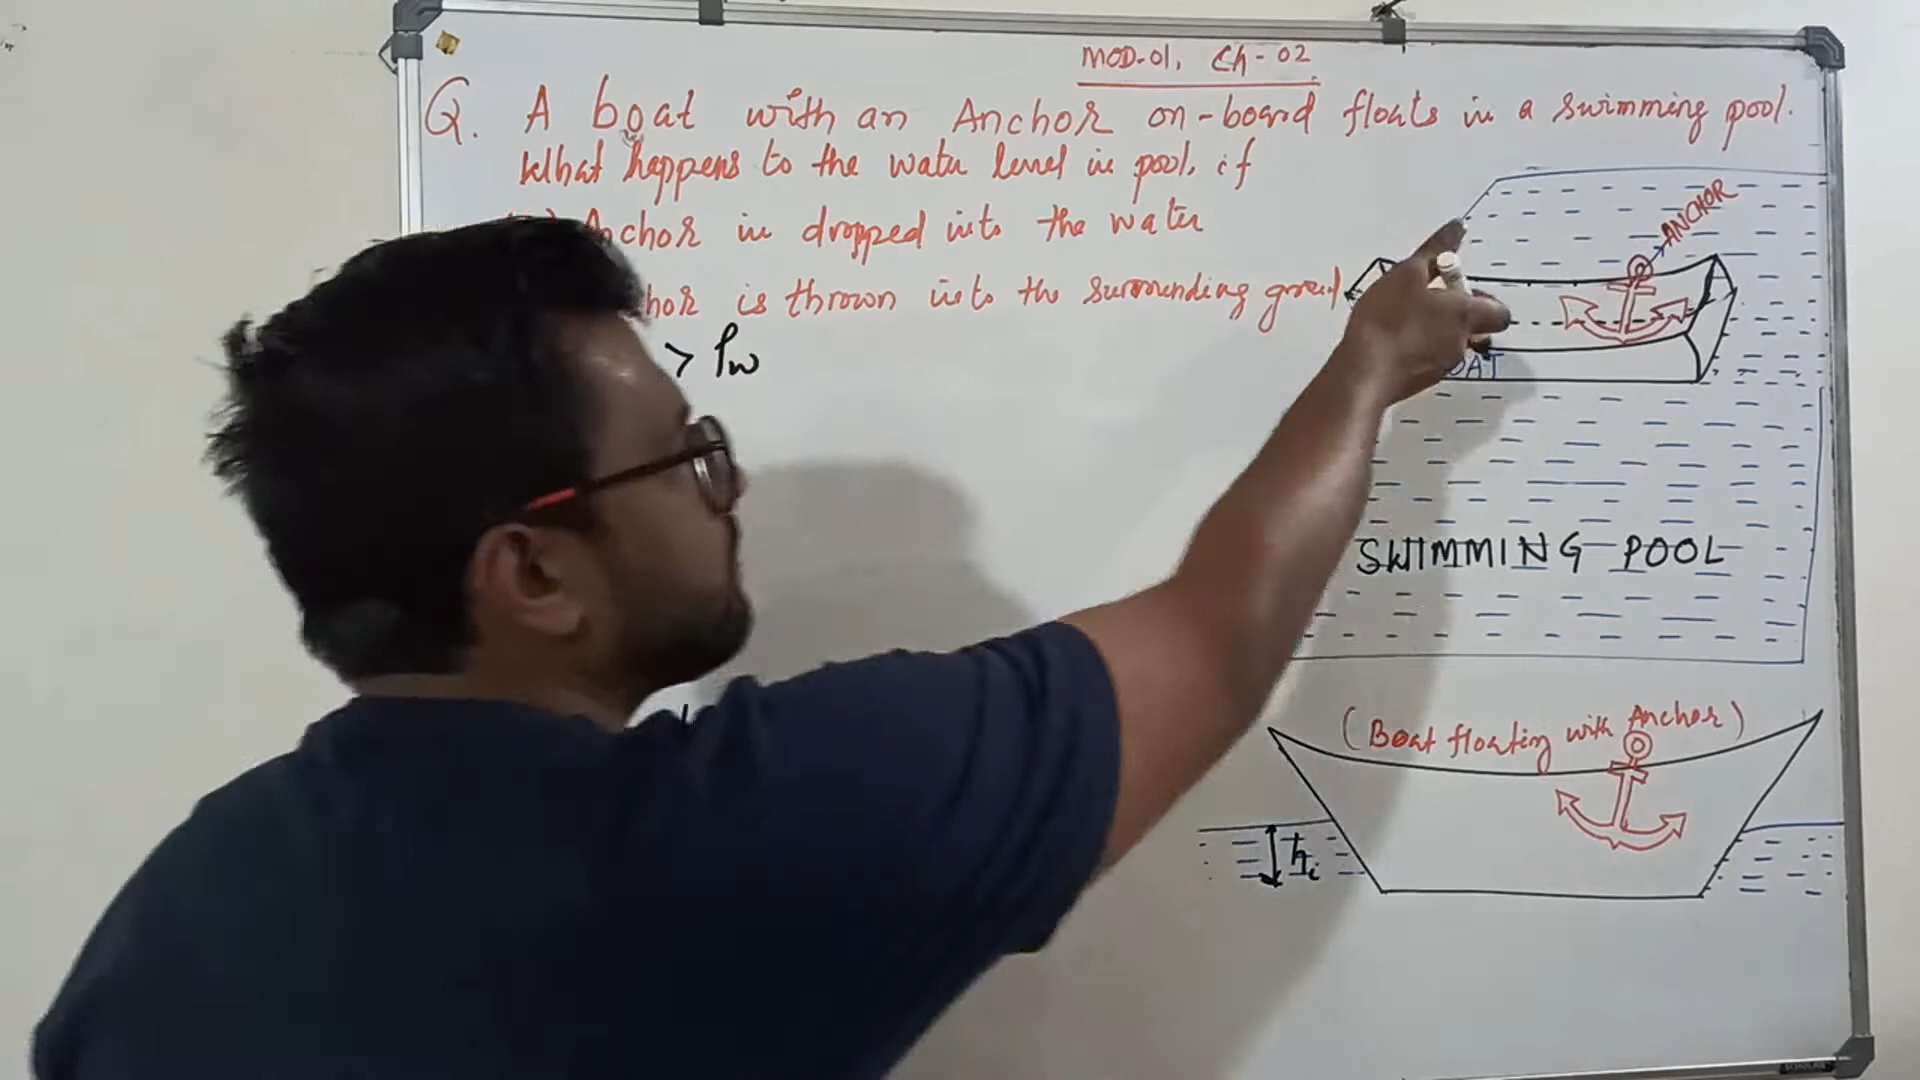 MOD-01, Ch-02
Q. A boat with an Anchor on-board floats in a swimming pool.
What happens to the water level in pool, if
Anchor in dropped into the water
is thrown into the surrounding
> ρw
ANCHOR
SWIMMING POOL
(Boat floating with Anchor)
hi